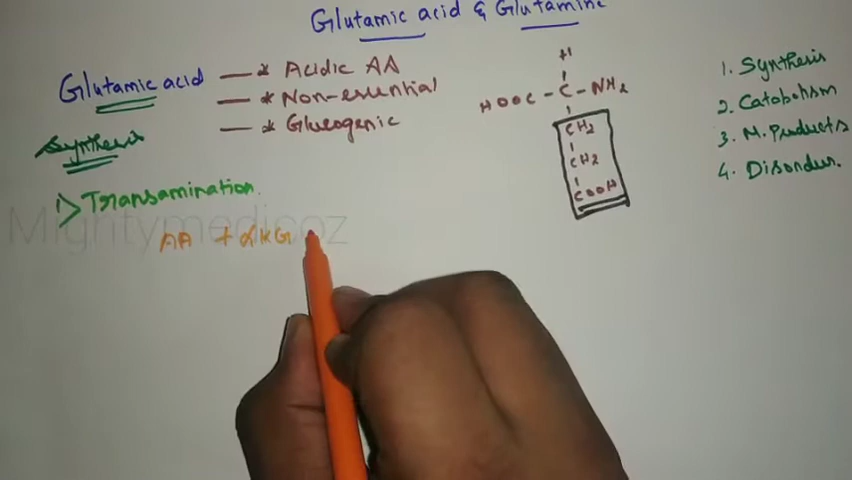 Glutamic acid & Glutamine
Glutamic acid — * Acidic AA
— * Non-essential
— * Glucogenic
Synthesis
1> Transamination
AA + αKG
H
HOOC - C - NH2
CH2
CH2
COOH
1. Synthesis
2. Catabolism
3. M. Products
4. Disorder.
Mightymedicoz